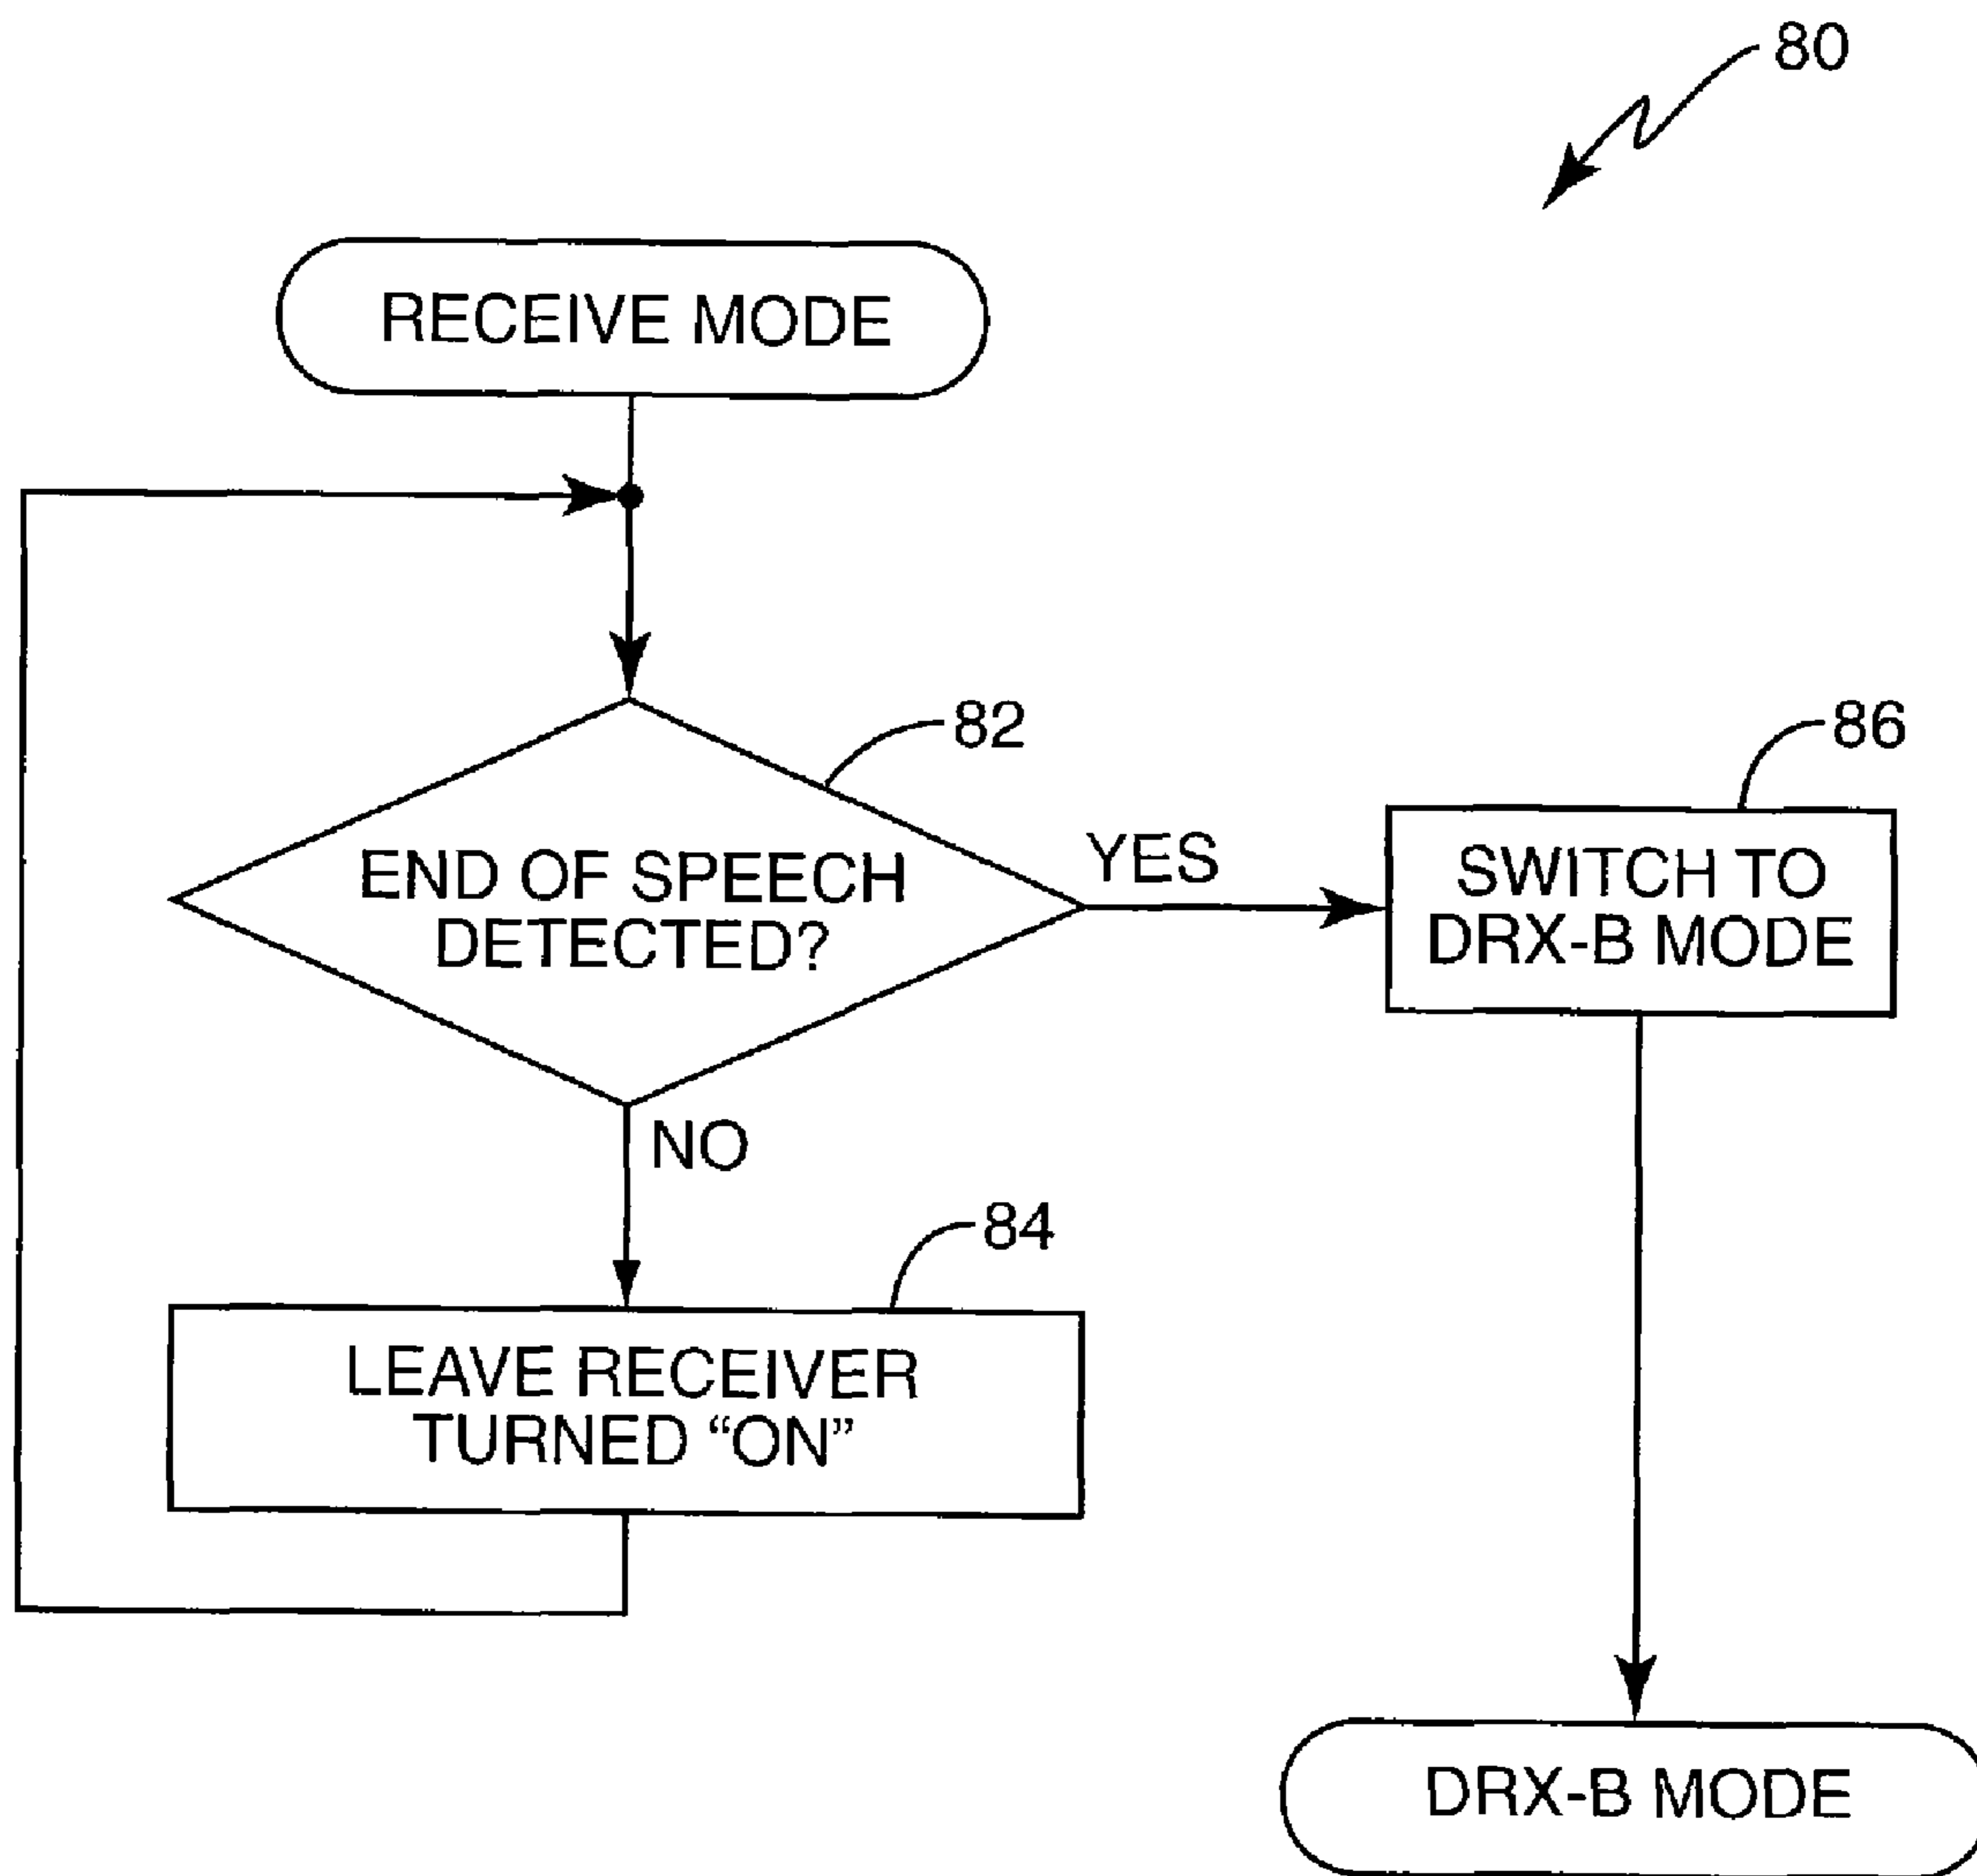 80
RECEIVE MODE
82
END OF SPEECH
DETECTED?
YES
86
SWITCH TO
DRX-B MODE
NO
84
LEAVE RECEIVER
TURNED “ON”
DRX-B MODE